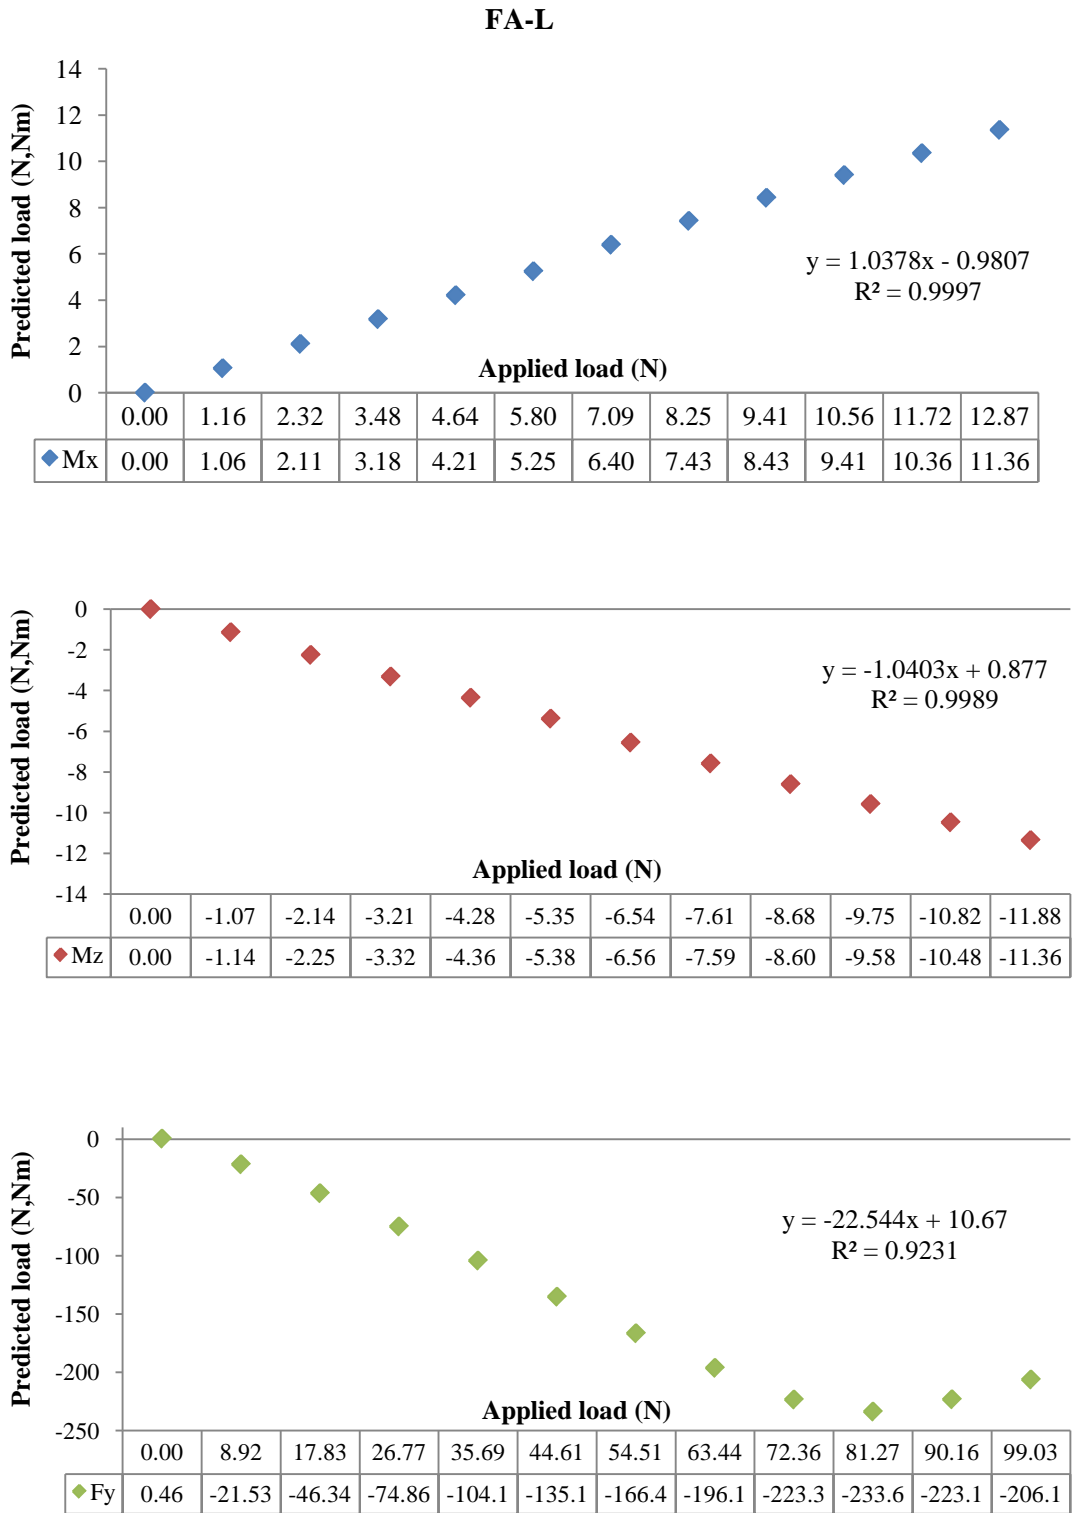 FA-L
Predicted load (N,Nm)
14
12
10
8
6
4
2
0
y = 1.0378x - 0.9807
R² = 0.9997
Applied load (N)
0.00 1.16 2.32 3.48 4.64 5.80 7.09 8.25 9.41 10.56 11.72 12.87
Mx 0.00 1.06 2.11 3.18 4.21 5.25 6.40 7.43 8.43 9.41 10.36 11.36
Predicted load (N,Nm)
0
-2
-4
-6
-8
-10
-12
-14
y = -1.0403x + 0.877
R² = 0.9989
Applied load (N)
0.00 -1.07 -2.14 -3.21 -4.28 -5.35 -6.54 -7.61 -8.68 -9.75 -10.82 -11.88
Mz 0.00 -1.14 -2.25 -3.32 -4.36 -5.38 -6.56 -7.59 -8.60 -9.58 -10.48 -11.36
Predicted load (N,Nm)
0
-50
-100
-150
-200
-250
y = -22.544x + 10.67
R² = 0.9231
Applied load (N)
0.00 8.92 17.83 26.77 35.69 44.61 54.51 63.44 72.36 81.27 90.16 99.03
Fy 0.46 -21.53 -46.34 -74.86 -104.1 -135.1 -166.4 -196.1 -223.3 -233.6 -223.1 -206.1